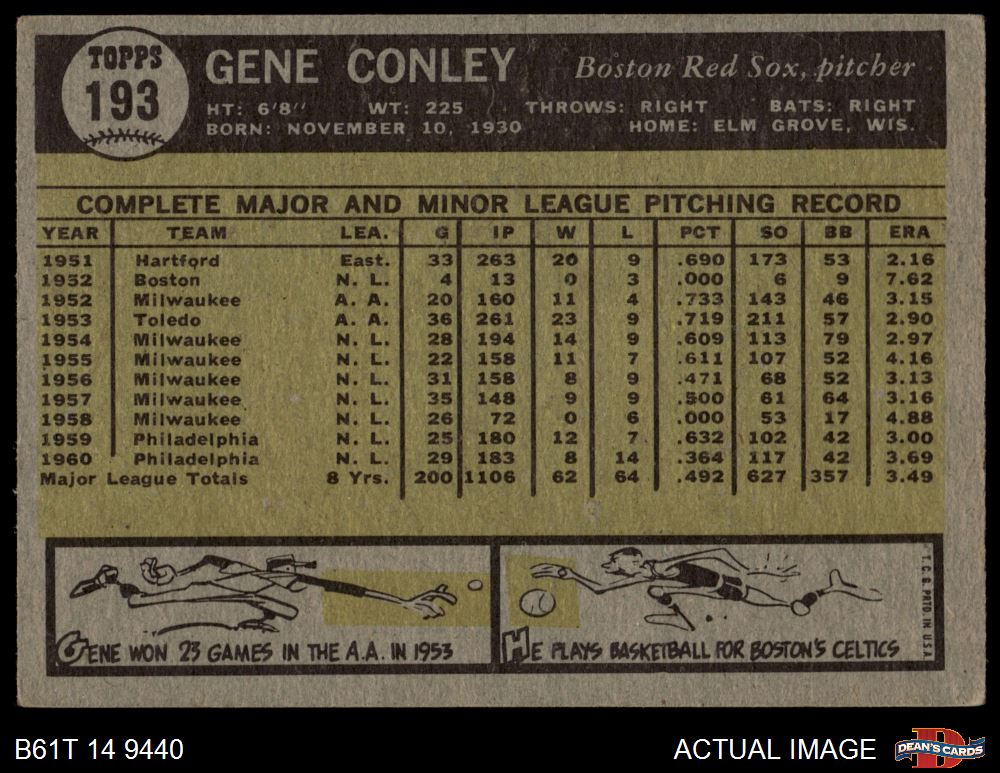 TOPPS
193
GENE CONLEY Boston Red Sox, pitcher
HT: 6'8" WT: 225 THROWS: RIGHT BATS: RIGHT
BORN: NOVEMBER 10, 1930 HOME: ELM GROVE, WIS.
COMPLETE MAJOR AND MINOR LEAGUE PITCHING RECORD
YEAR TEAM LEA. G IP W L PCT SO BB ERA
1951 Hartford East. 33 263 20 9 .690 173 53 2.16
1952 Boston N. L. 4 13 0 3 .000 6 9 7.62
1952 Milwaukee A. A. 20 160 11 4 .733 143 46 3.15
1953 Toledo A. A. 36 261 23 9 .719 211 57 2.90
1954 Milwaukee N. L. 28 194 14 9 .609 113 79 2.97
1955 Milwaukee N. L. 22 158 11 7 .611 107 52 4.16
1956 Milwaukee N. L. 31 158 8 9 .471 68 52 3.13
1957 Milwaukee N. L. 35 148 9 9 .500 61 64 3.16
1958 Milwaukee N. L. 26 72 0 6 .000 53 17 4.88
1959 Philadelphia N. L. 25 180 12 7 .632 102 42 3.00
1960 Philadelphia N. L. 29 183 8 14 .364 117 42 3.69
Major League Totals 8 Yrs. 200 1106 62 64 .492 627 357 3.49
GENE WON 23 GAMES IN THE A.A. IN 1953
HE PLAYS BASKETBALL FOR BOSTON'S CELTICS
T. C. G. PRTD. IN U.S.A.
B61T 14 9440
ACTUAL IMAGE
DEAN'S CARDS